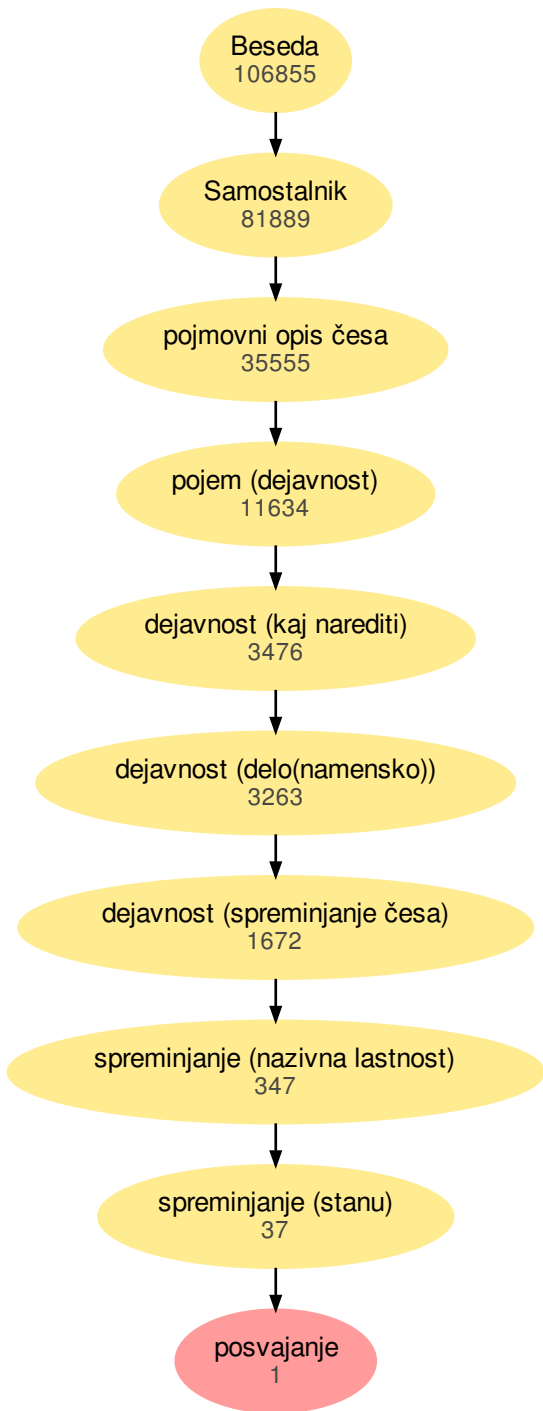 Beseda
106855
Samostalnik
81889
pojmovni opis česa
35555
pojem (dejavnost)
11634
dejavnost (kaj narediti)
3476
dejavnost (delo(namensko))
3263
dejavnost (spreminjanje česa)
1672
spreminjanje (nazivna lastnost)
347
spreminjanje (stanu)
37
posvajanje
1